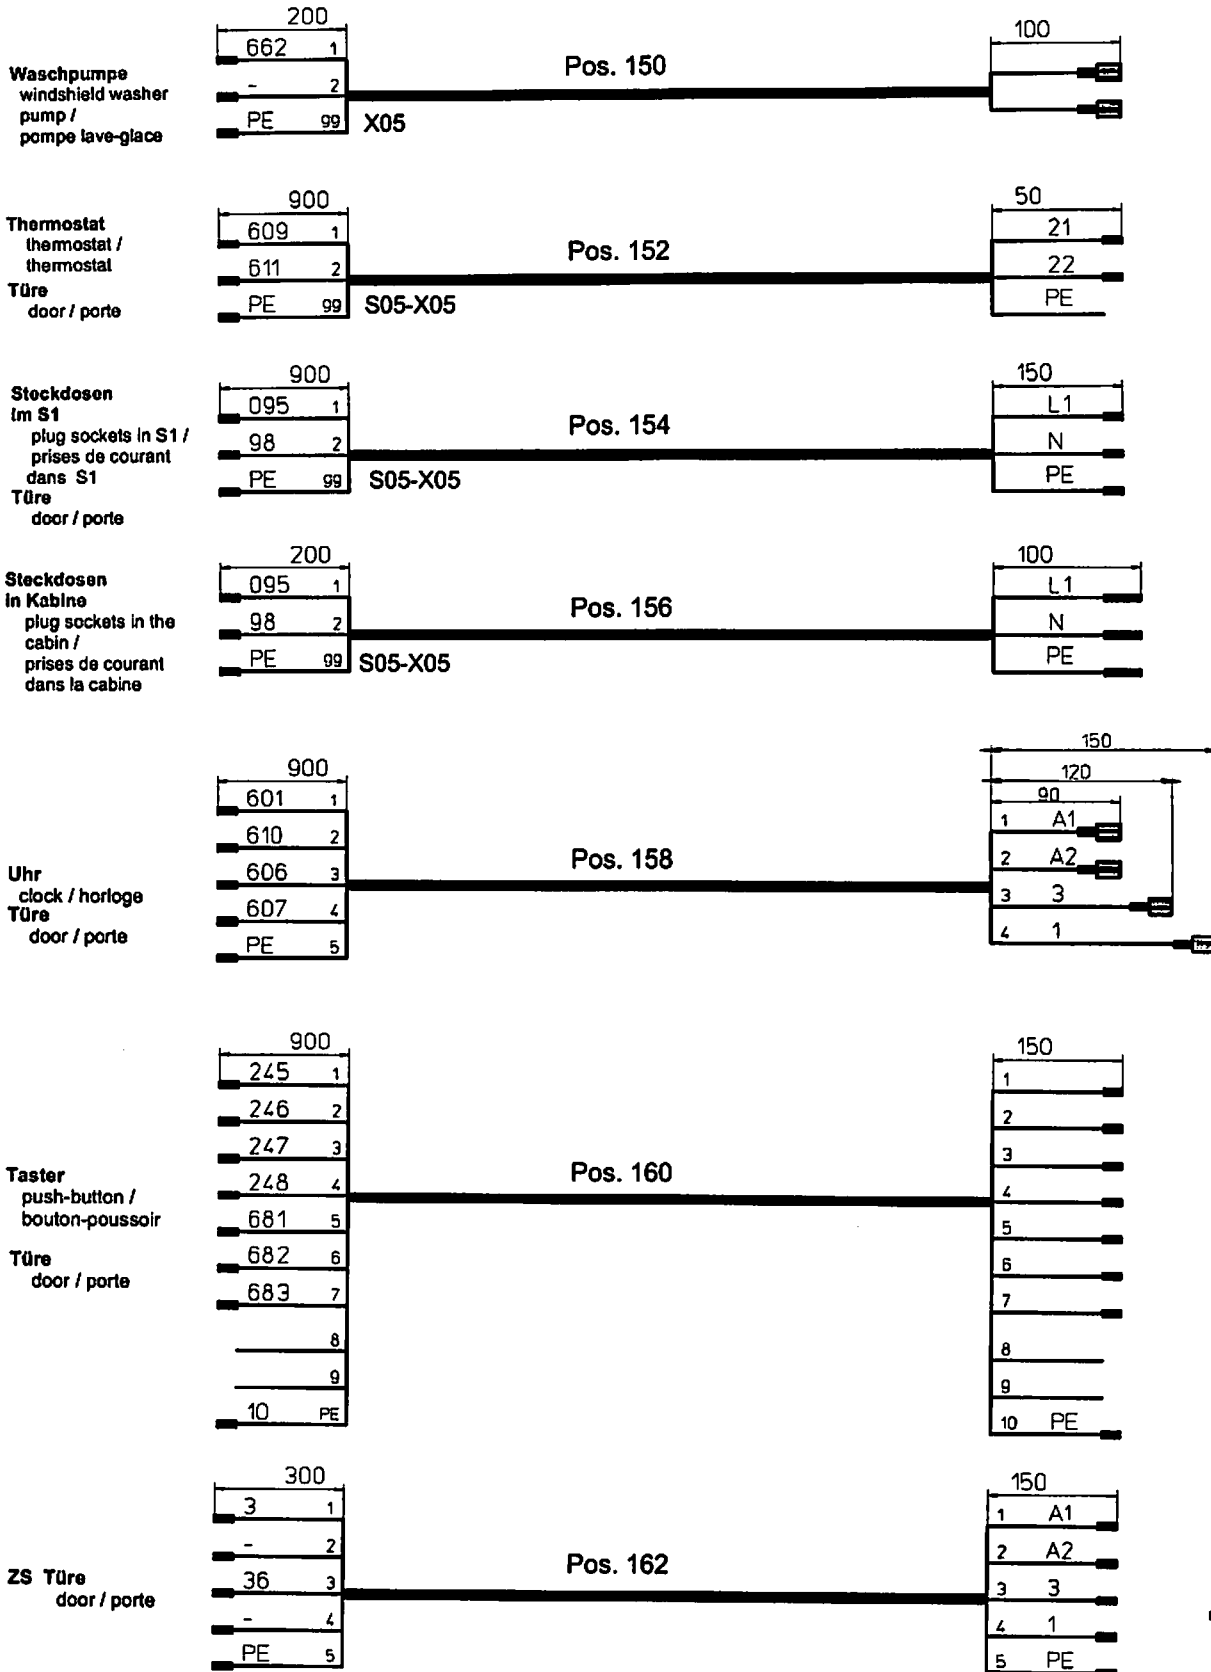 200
100
662 1
Waschpumpe
windshield washer
pump /
pompe lave-glace
Pos. 150
- 2
PE 99
X05
900
50
Thermostat
thermostat /
thermostat
Türe
door / porte
609 1
611 2
PE 99
Pos. 152
S05-X05
21
22
PE
900
150
Steckdosen
im S1
plug sockets in S1 /
prises de courant
dans S1
Türe
door / porte
095 1
98 2
PE 99
Pos. 154
S05-X05
L1
N
PE
200
100
Steckdosen
in Kabine
plug sockets in the
cabin /
prises de courant
dans la cabine
095 1
98 2
PE 99
Pos. 156
S05-X05
L1
N
PE
900
150
120
90
Uhr
clock / horloge
Türe
door / porte
601 1
610 2
606 3
607 4
PE 5
Pos. 158
1 A1
2 A2
3 3
4 1
900
150
Taster
push-button /
bouton-poussoir
Türe
door / porte
245 1
246 2
247 3
248 4
681 5
682 6
683 7
8
9
10 PE
Pos. 160
1
2
3
4
5
6
7
8
9
10 PE
300
150
ZS Türe
door / porte
3 1
- 2
36 3
- 4
PE 5
Pos. 162
1 A1
2 A2
3 3
4 1
5 PE